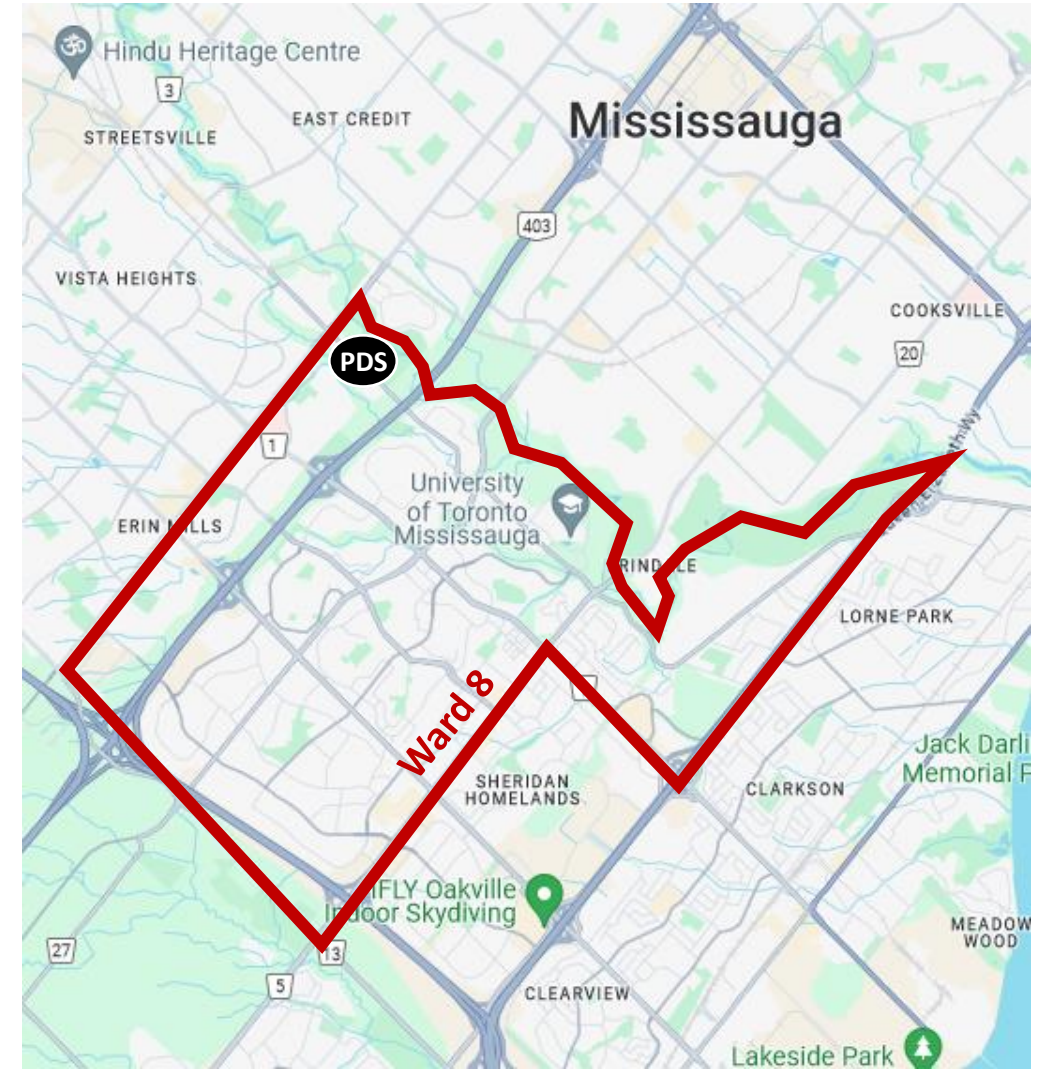 Hindu Heritage Centre
3
EAST CREDIT
STREETSVILLE
Mississauga
403
VISTA HEIGHTS
COOKSVILLE
20
PDS
1
University
of Toronto
Mississauga
ERIN MILLS
LORNE PARK
Ward 8
Jack Darli
Memorial P
SHERIDAN
HOMELANDS
CLARKSON
IFLY Oakville
Indoor Skydiving
MEADOW
WOOD
27
13
5
CLEARVIEW
Lakeside Park